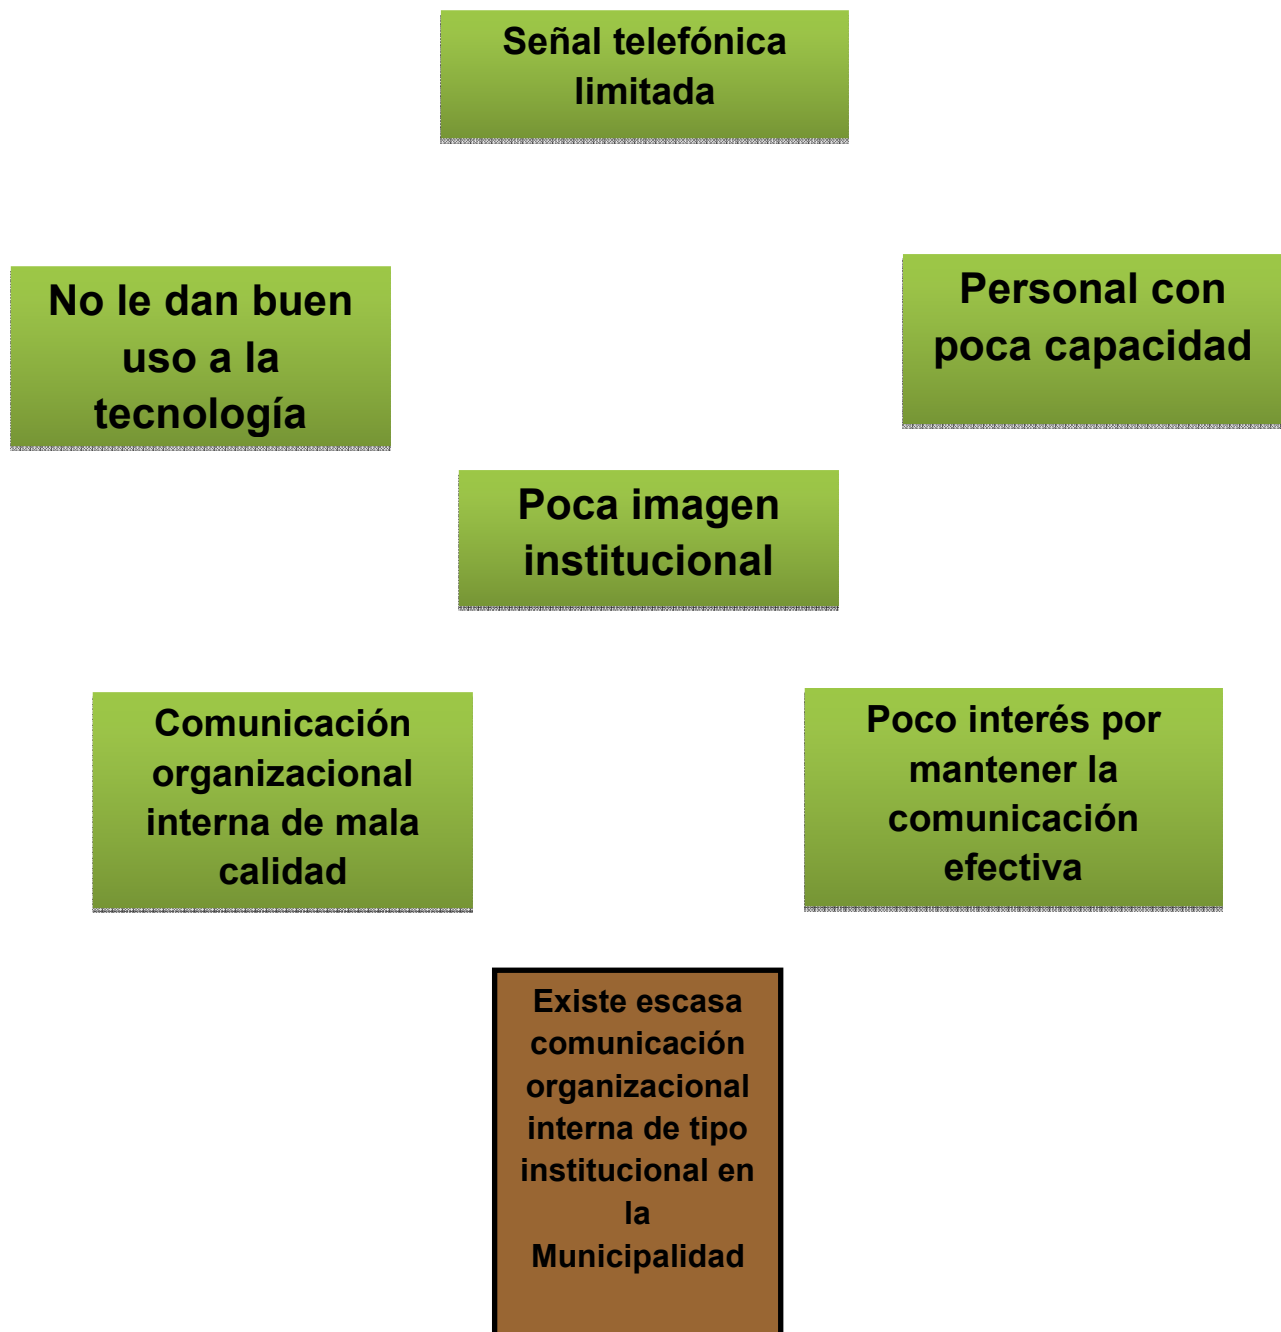 Señal telefónica
limitada
No le dan buen
uso a la
tecnología
Personal con
poca capacidad
Poca imagen
institucional
Comunicación
organizacional
interna de mala
calidad
Poco interés por
mantener la
comunicación
efectiva
Existe escasa
comunicación
organizacional
interna de tipo
institucional en
la
Municipalidad